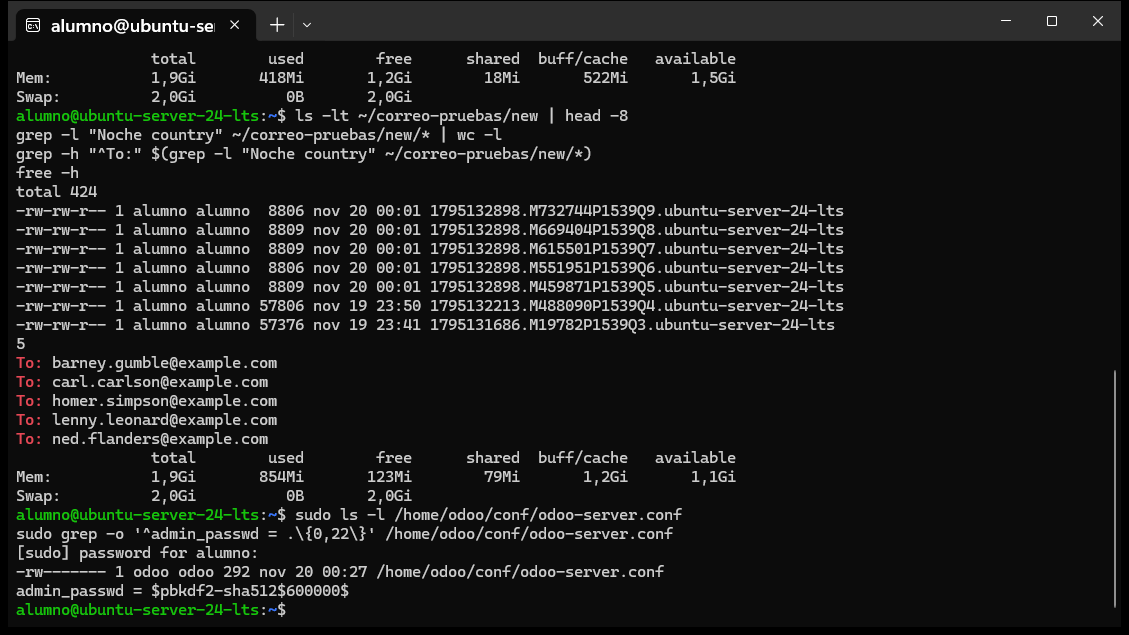 alumno@ubuntu-se
total used free shared buff/cache available
Mem: 1,9Gi 418Mi 1,2Gi 18Mi 522Mi 1,5Gi
Swap: 2,0Gi 0B 2,0Gi
alumno@ubuntu-server-24-lts:~$ ls -lt ~/correo-pruebas/new | head -8
grep -l "Noche country" ~/correo-pruebas/new/* | wc -l
grep -h "^To:" $(grep -l "Noche country" ~/correo-pruebas/new/*)
free -h
total 424
-rw-rw-r-- 1 alumno alumno 8806 nov 20 00:01 1795132898.M732744P1539Q9.ubuntu-server-24-lts
-rw-rw-r-- 1 alumno alumno 8809 nov 20 00:01 1795132898.M669404P1539Q8.ubuntu-server-24-lts
-rw-rw-r-- 1 alumno alumno 8809 nov 20 00:01 1795132898.M615501P1539Q7.ubuntu-server-24-lts
-rw-rw-r-- 1 alumno alumno 8806 nov 20 00:01 1795132898.M551951P1539Q6.ubuntu-server-24-lts
-rw-rw-r-- 1 alumno alumno 8809 nov 20 00:01 1795132898.M459871P1539Q5.ubuntu-server-24-lts
-rw-rw-r-- 1 alumno alumno 57806 nov 19 23:50 1795132213.M488090P1539Q4.ubuntu-server-24-lts
-rw-rw-r-- 1 alumno alumno 57376 nov 19 23:41 1795131686.M19782P1539Q3.ubuntu-server-24-lts
5
To: barney.gumble@example.com
To: carl.carlson@example.com
To: homer.simpson@example.com
To: lenny.leonard@example.com
To: ned.flanders@example.com
total used free shared buff/cache available
Mem: 1,9Gi 854Mi 123Mi 79Mi 1,2Gi 1,1Gi
Swap: 2,0Gi 0B 2,0Gi
alumno@ubuntu-server-24-lts:~$ sudo ls -l /home/odoo/conf/odoo-server.conf
sudo grep -o '^admin_passwd = .\{0,22\}' /home/odoo/conf/odoo-server.conf
[sudo] password for alumno:
-rw------- 1 odoo odoo 292 nov 20 00:27 /home/odoo/conf/odoo-server.conf
admin_passwd = $pbkdf2-sha512$600000$
alumno@ubuntu-server-24-lts:~$